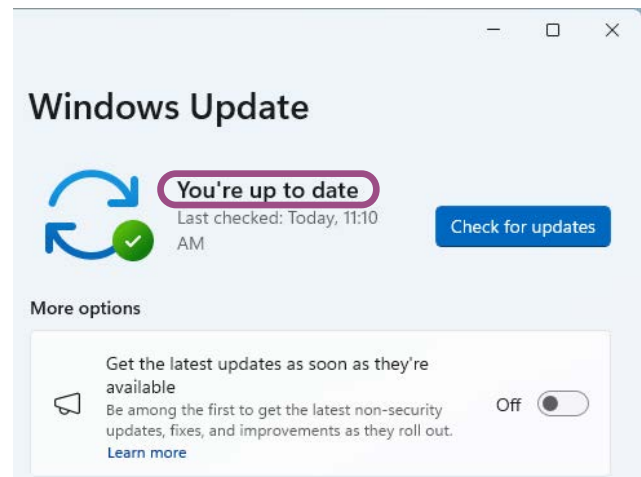 Windows Update
You're up to date
Last checked: Today, 11:10
AM
Check for updates
More options
Get the latest updates as soon as they're
available
Be among the first to get the latest non-security
updates, fixes, and improvements as they roll out.
Learn more
Off